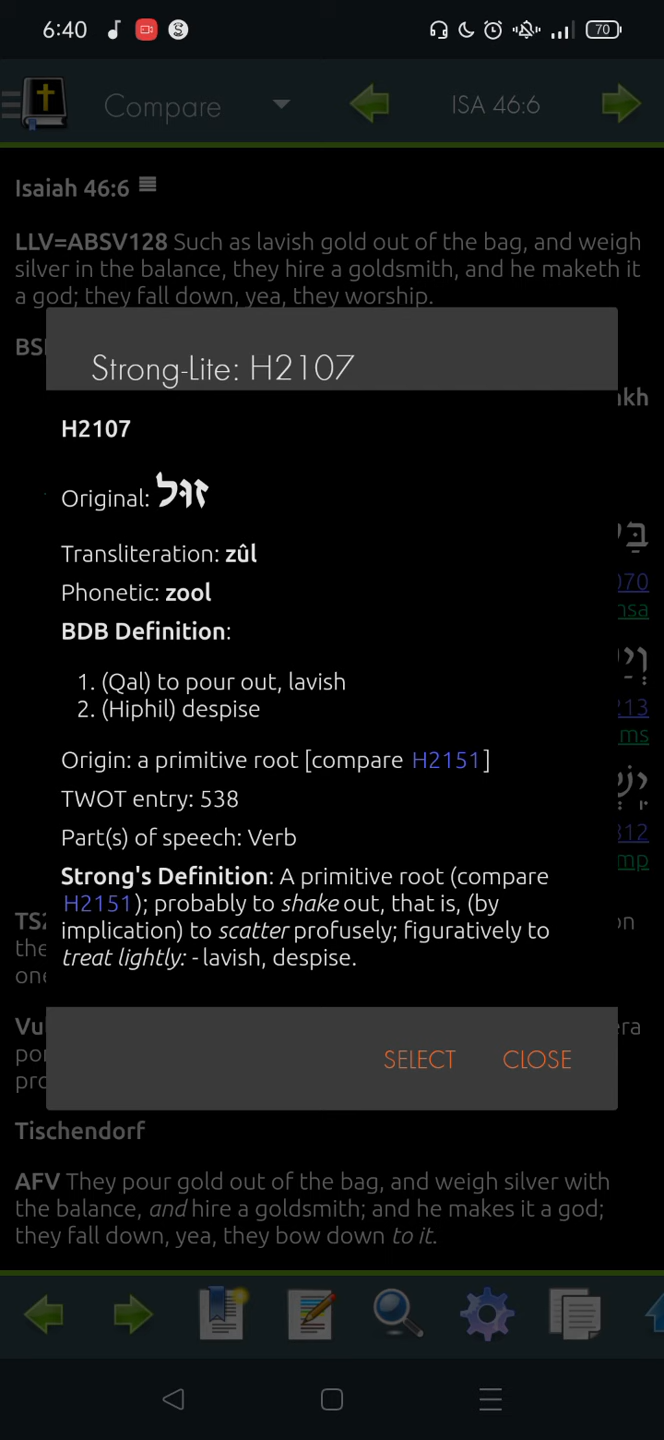 6:40
70
Compare
ISA 46:6
Isaiah 46:6
LLV=ABSV128 Such as lavish gold out of the bag, and weigh
silver in the balance, they hire a goldsmith, and he maketh it
a god; they fall down, yea, they worship.
Strong-Lite: H2107
H2107
Original: זוּל
Transliteration: zûl
Phonetic: zool
BDB Definition:
1. (Qal) to pour out, lavish
2. (Hiphil) despise
Origin: a primitive root [compare H2151]
TWOT entry: 538
Part(s) of speech: Verb
Strong's Definition: A primitive root (compare
H2151); probably to shake out, that is, (by
implication) to scatter profusely; figuratively to
treat lightly: - lavish, despise.
SELECT CLOSE
Tischendorf
AFV They pour gold out of the bag, and weigh silver with
the balance, and hire a goldsmith; and he makes it a god;
they fall down, yea, they bow down to it.